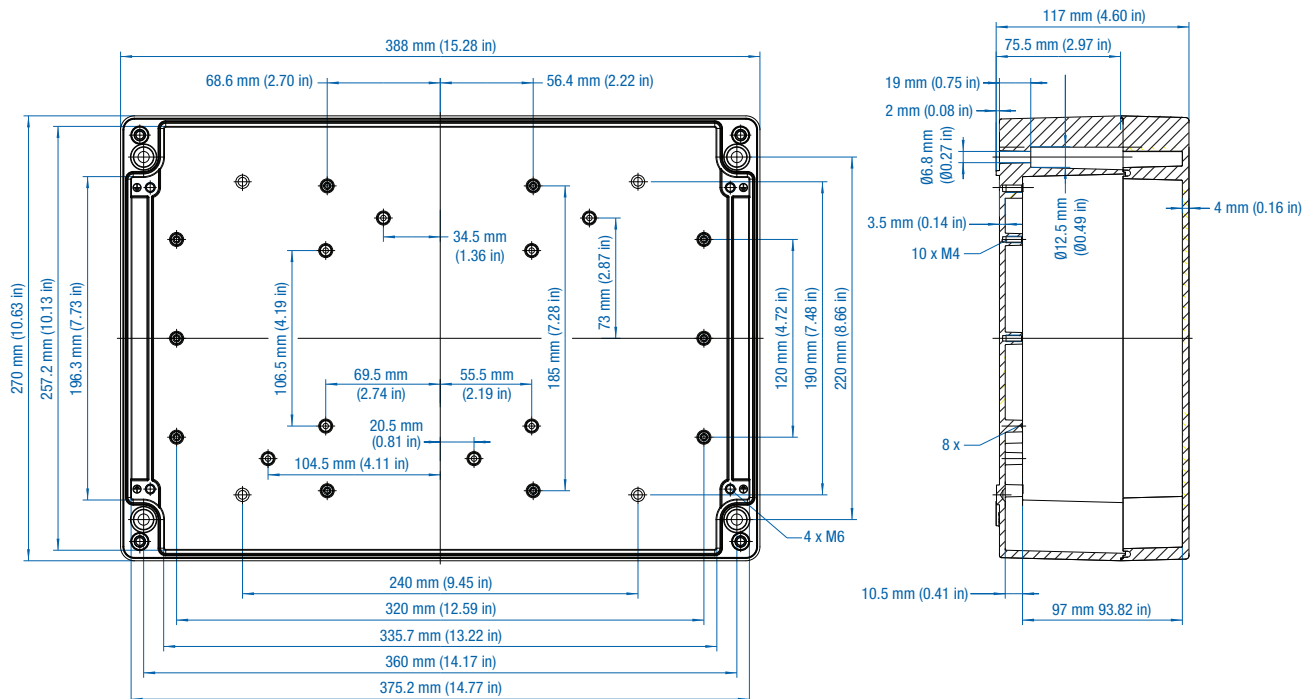 388 mm (15.28 in)
68.6 mm (2.70 in)
56.4 mm (2.22 in)
270 mm (10.63 in)
257.2 mm (10.13 in)
196.3 mm (7.73 in)
34.5 mm
(1.36 in)
106.5 mm (4.19 in)
73 mm (2.87 in)
185 mm (7.28 in)
120 mm (4.72 in)
190 mm (7.48 in)
220 mm (8.66 in)
69.5 mm
(2.74 in)
55.5 mm
(2.19 in)
20.5 mm
(0.81 in)
104.5 mm (4.11 in)
4 x M6
240 mm (9.45 in)
320 mm (12.59 in)
335.7 mm (13.22 in)
360 mm (14.17 in)
375.2 mm (14.77 in)
117 mm (4.60 in)
75.5 mm (2.97 in)
19 mm (0.75 in)
2 mm (0.08 in)
Ø6.8 mm
(Ø0.27 in)
Ø12.5 mm
(Ø0.49 in)
4 mm (0.16 in)
3.5 mm (0.14 in)
10 x M4
8 x
10.5 mm (0.41 in)
97 mm 93.82 in)